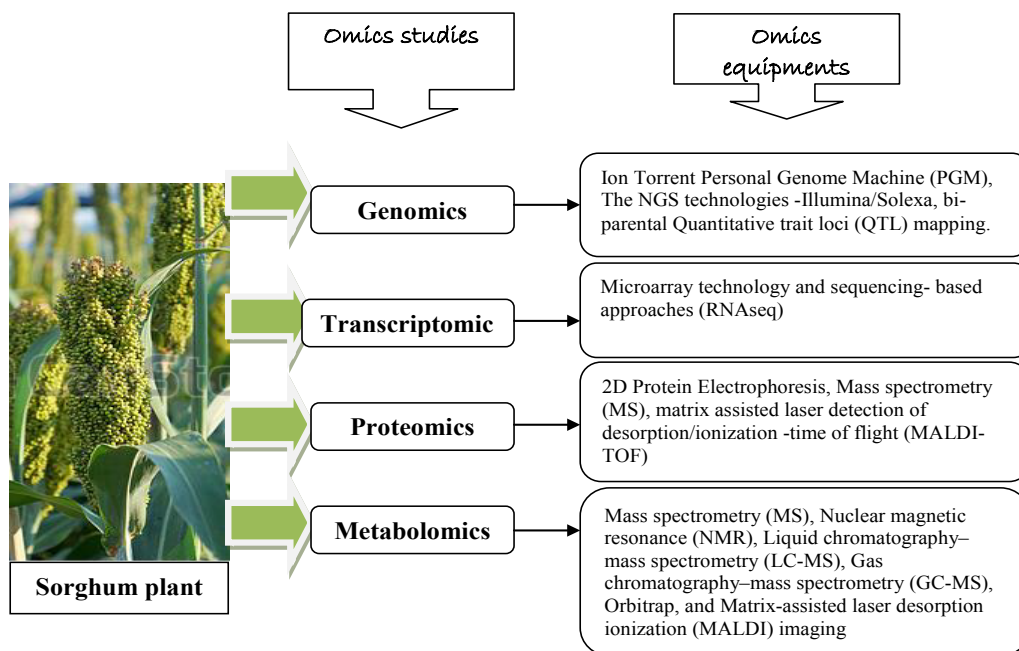 Omics studies
Omics
equipments
Genomics
Ion Torrent Personal Genome Machine (PGM),
The NGS technologies -Illumina/Solexa, bi-
parental Quantitative trait loci (QTL) mapping.
Transcriptomic
Microarray technology and sequencing- based
approaches (RNAseq)
Proteomics
2D Protein Electrophoresis, Mass spectrometry
(MS), matrix assisted laser detection of
desorption/ionization -time of flight (MALDI-
TOF)
Metabolomics
Mass spectrometry (MS), Nuclear magnetic
resonance (NMR), Liquid chromatography–
mass spectrometry (LC-MS), Gas
chromatography–mass spectrometry (GC-MS),
Orbitrap, and Matrix-assisted laser desorption
ionization (MALDI) imaging
Sorghum plant